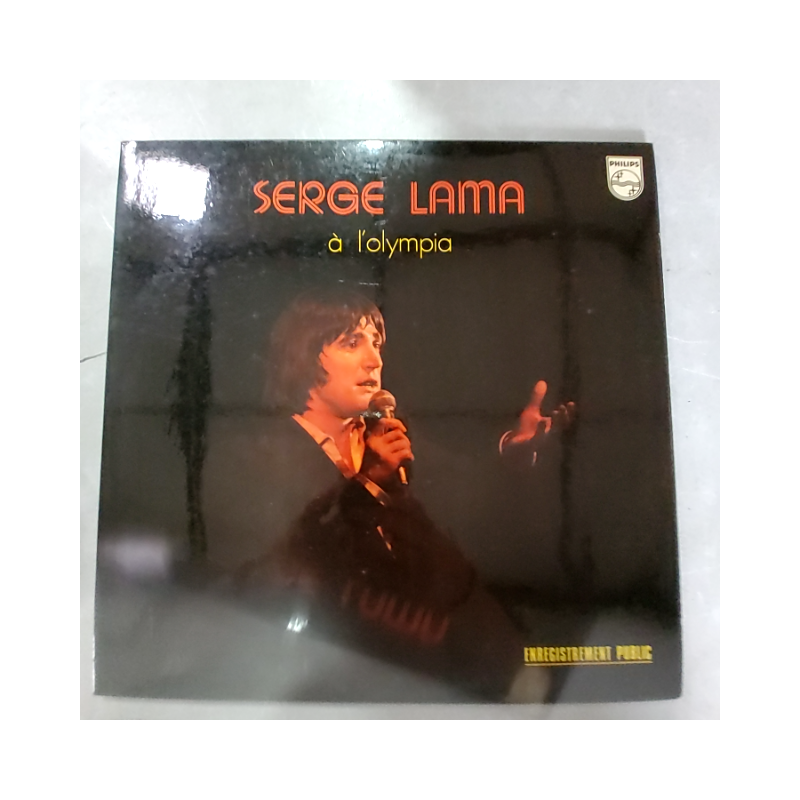 PHILIPS
SERGE LAMA
à l'olympia
ENREGISTREMENT PUBLIC